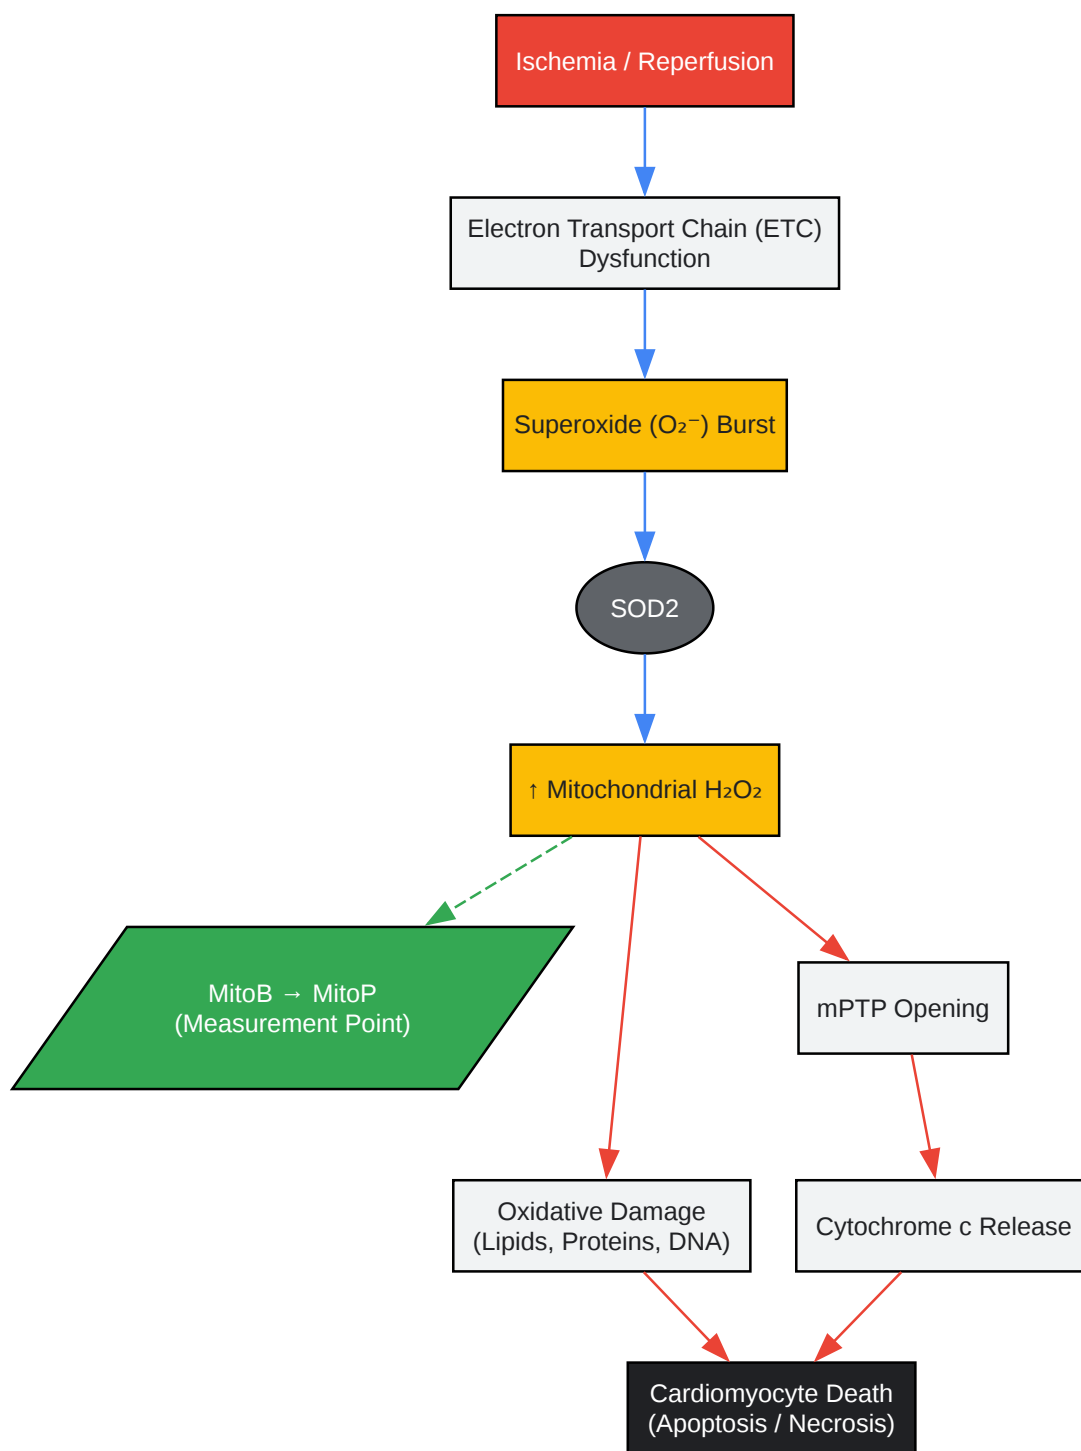 Ischemia / Reperfusion
Electron Transport Chain (ETC)
Dysfunction
Superoxide (O₂⁻) Burst
SOD2
↑ Mitochondrial H₂O₂
MitoB → MitoP
(Measurement Point)
mPTP Opening
Oxidative Damage
(Lipids, Proteins, DNA)
Cytochrome c Release
Cardiomyocyte Death
(Apoptosis / Necrosis)